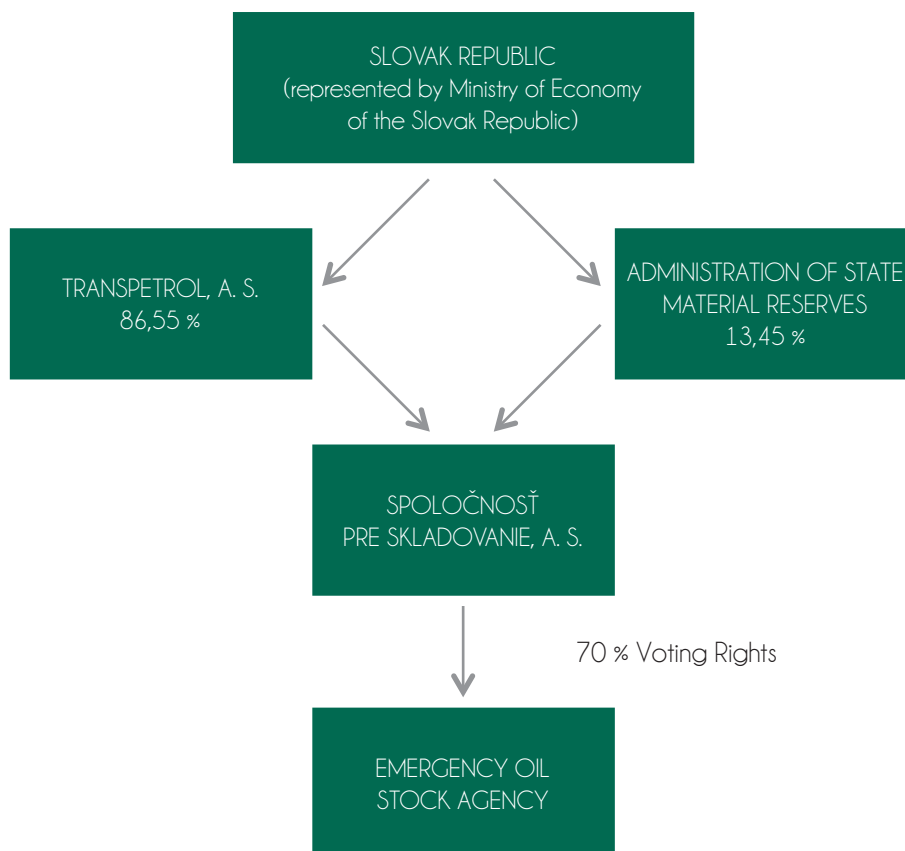 SLOVAK REPUBLIC
(represented by Ministry of Economy
of the Slovak Republic)
TRANSPETROL, A. S.
86,55 %
ADMINISTRATION OF STATE
MATERIAL RESERVES
13,45 %
SPOLOČNOSŤ
PRE SKLADOVANIE, A. S.
70 % Voting Rights
EMERGENCY OIL
STOCK AGENCY